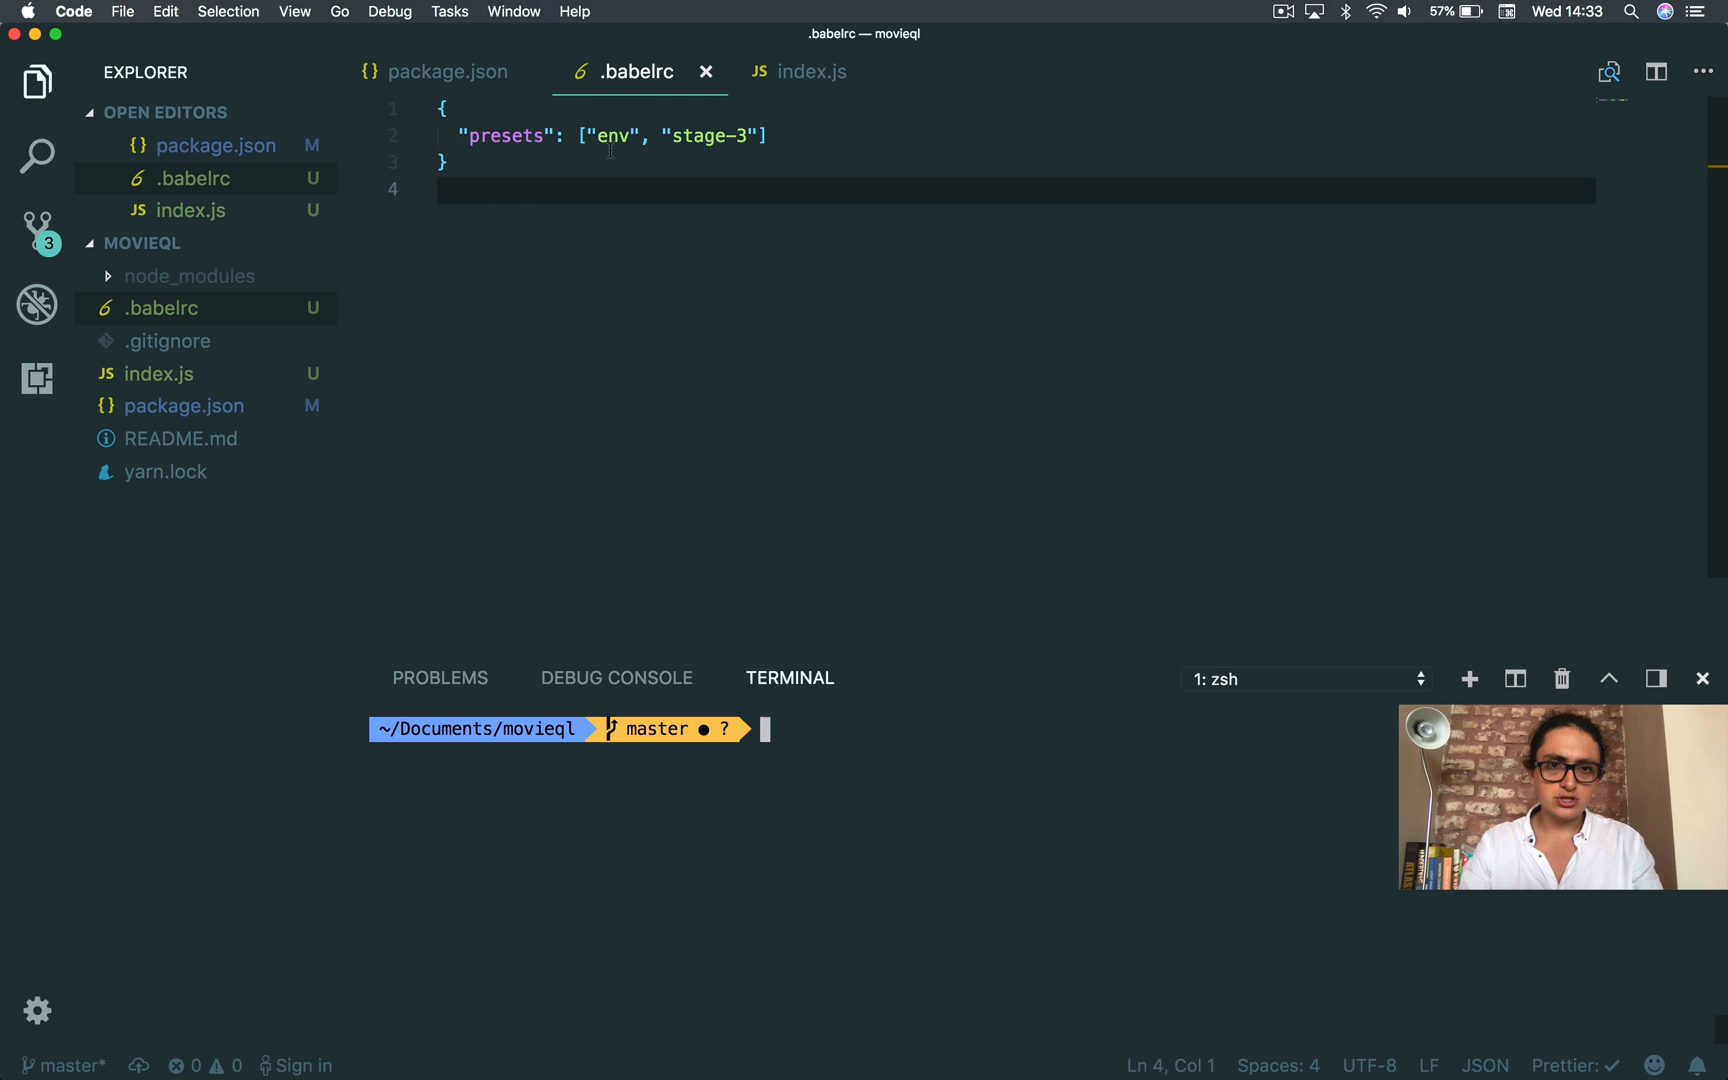 Code File Edit Selection View Go Debug Tasks Window Help 57% Wed 14:33
.babelrc — movieql
EXPLORER
OPEN EDITORS
{} package.json M
.babelrc U
JS index.js U
3
MOVIEQL
node_modules
.babelrc U
.gitignore
JS index.js U
{} package.json M
README.md
yarn.lock
{} package.json .babelrc JS index.js
1 {
2 "presets": ["env", "stage-3"]
3 }
4
PROBLEMS DEBUG CONSOLE TERMINAL 1: zsh
~/Documents/movieql master ● ?
ATLAS
master* 0 0 Sign in Ln 4, Col 1 Spaces: 4 UTF-8 LF JSON Prettier: ✓